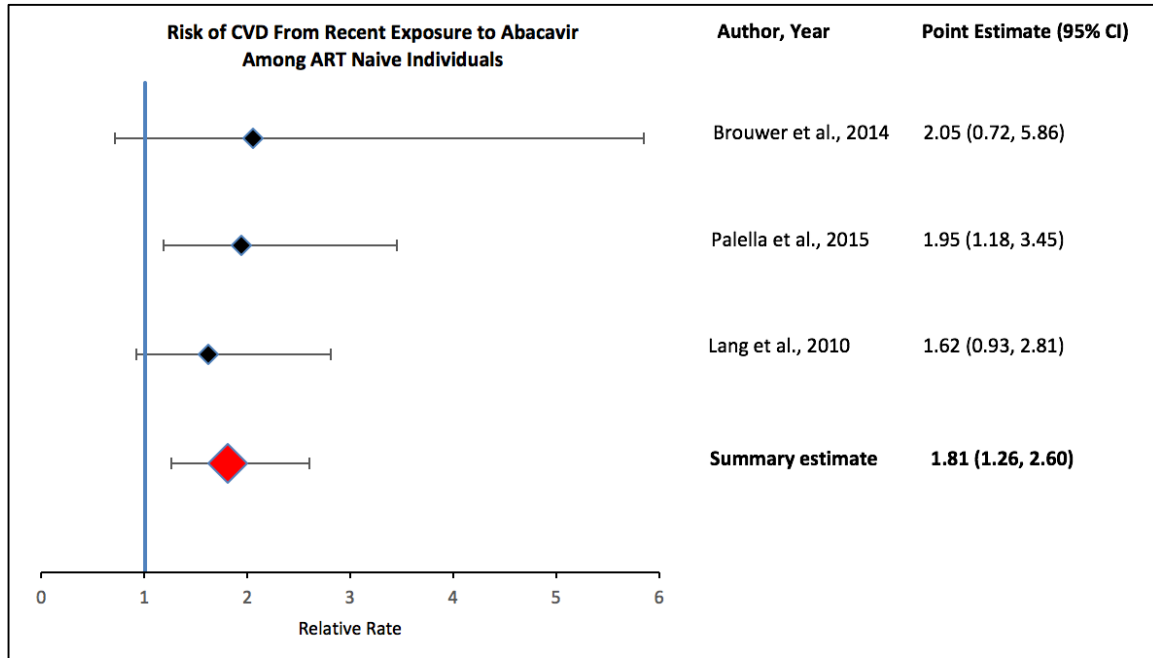 Risk of CVD From Recent Exposure to Abacavir
Among ART Naive Individuals
Author, Year
Point Estimate (95% CI)
Brouwer et al., 2014
2.05 (0.72, 5.86)
Palella et al., 2015
1.95 (1.18, 3.45)
Lang et al., 2010
1.62 (0.93, 2.81)
Summary estimate
1.81 (1.26, 2.60)
0 1 2 3 4 5 6
Relative Rate